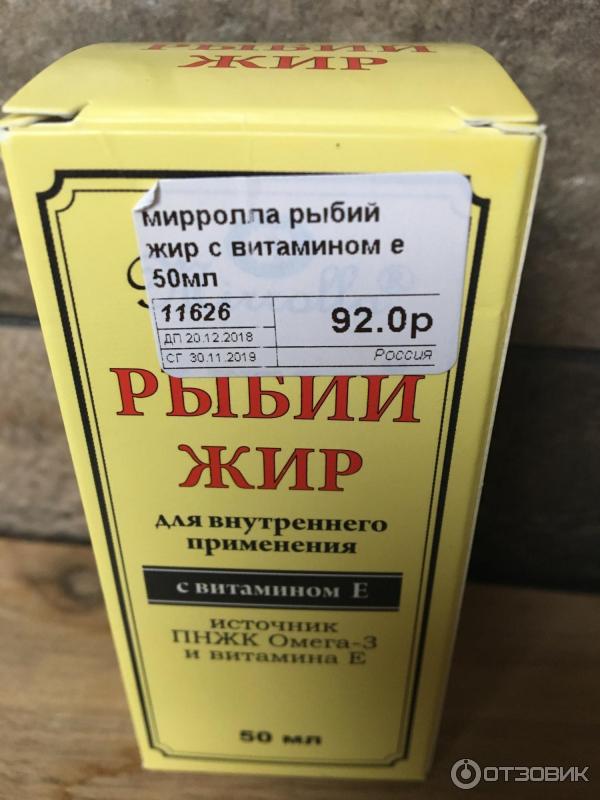 РЫБИЙ
ЖИР
мирролла рыбий
жир с витамином е
50мл
11626
92.0р
ДП 20.12.2018
СГ 30.11.2019
Россия
РЫБИЙ
ЖИР
для внутреннего
применения
с витамином Е
источник
ПНЖК Омега-3
и витамина Е
50 мл
ОТЗОВИК